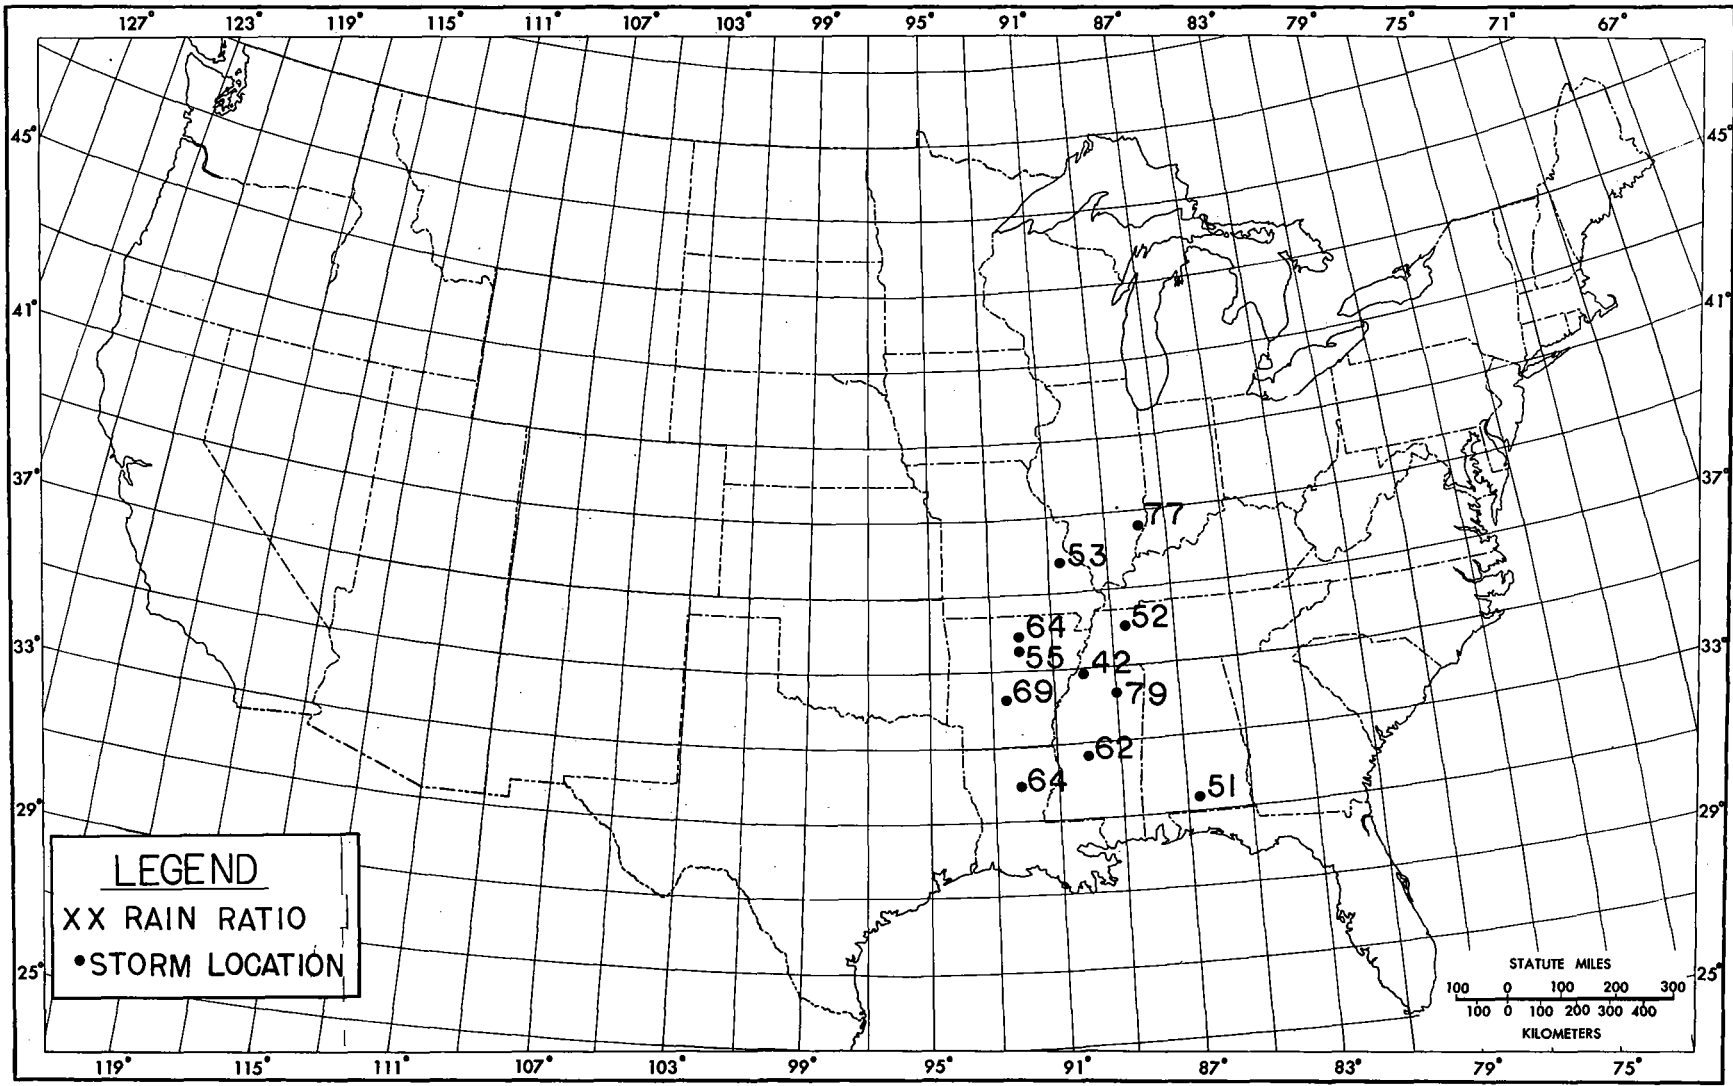 127° 123° 119° 115° 111° 107° 103° 99° 95° 91° 87° 83° 79° 75° 71° 67°
45° 45°
41° 41°
37° 37°
77
53
52
64
33° 33°
55 42
69 79
62
64 51
29° 29°
LEGEND
XX RAIN RATIO
•STORM LOCATION
25° 25°
STATUTE MILES
100 0 100 200 300
100 0 100 200 300 400
KILOMETERS
119° 115° 111° 107° 103° 99° 95° 91° 87° 83° 79° 75°